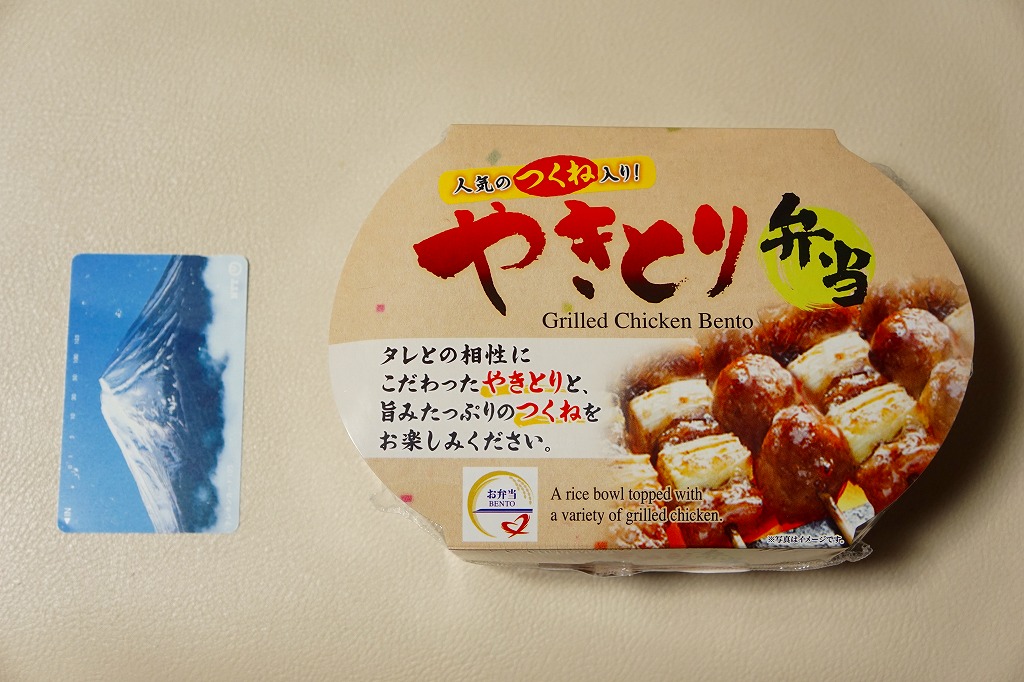 人気のつくね入り!
やきとり弁当
Grilled Chicken Bento
タレとの相性に
こだわったやきとりと、
旨みたっぷりのつくねを
お楽しみください。
お弁当
BENTO
A rice bowl topped with
a variety of grilled chicken.
※写真はイメージです。